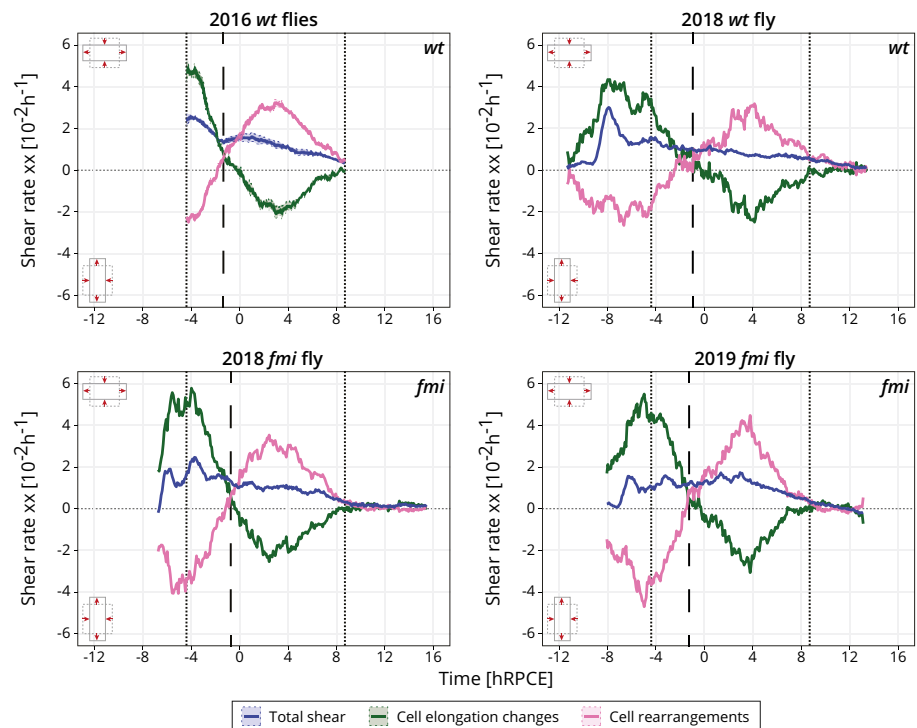 2016 wt flies
2018 wt fly
wt
wt
Shear rate xx [10-2h-1]
6
4
2
0
-2
-4
-6
-12 -8 -4 0 4 8 12 16
Shear rate xx [10-2h-1]
6
4
2
0
-2
-4
-6
-12 -8 -4 0 4 8 12 16
2018 fmi fly
2019 fmi fly
fmi
fmi
Shear rate xx [10-2h-1]
6
4
2
0
-2
-4
-6
-12 -8 -4 0 4 8 12 16
Shear rate xx [10-2h-1]
6
4
2
0
-2
-4
-6
-12 -8 -4 0 4 8 12 16
Time [hRPCE]
Total shear Cell elongation changes Cell rearrangements